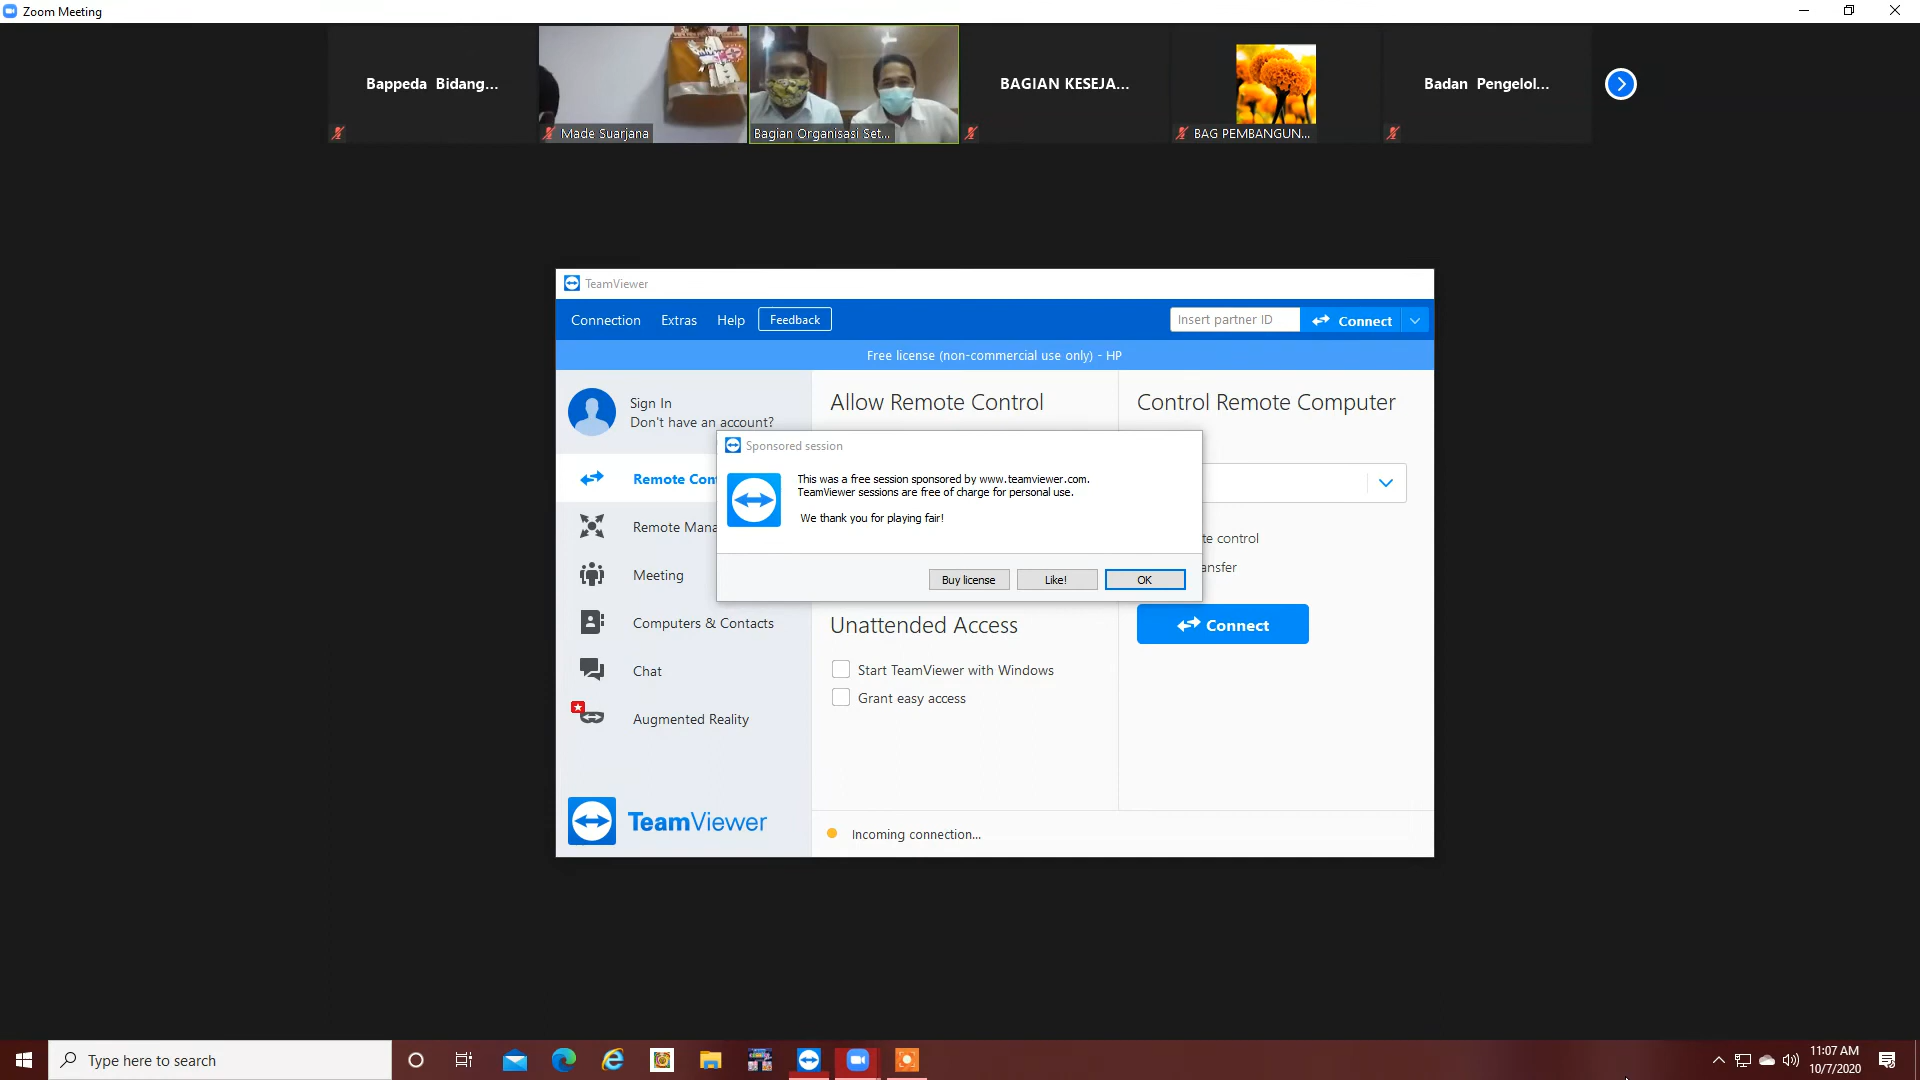 Zoom Meeting
Bappeda Bidang...
Made Suarjana
Bagian Organisasi Set...
BAGIAN KESEJA...
BAG PEMBANGUN...
Badan Pengelol...
TeamViewer
Connection Extras Help Feedback
Insert partner ID
Connect
Free license (non-commercial use only) - HP
Sign In
Don't have an account?
Allow Remote Control
Control Remote Computer
Sponsored session
This was a free session sponsored by www.teamviewer.com.
TeamViewer sessions are free of charge for personal use.
We thank you for playing fair!
Buy license
Like!
OK
Remote Con
Remote Mana
Meeting
Computers & Contacts
Chat
Augmented Reality
te control
ansfer
Connect
Unattended Access
Start TeamViewer with Windows
Grant easy access
TeamViewer
Incoming connection...
Type here to search
11:07 AM
10/7/2020